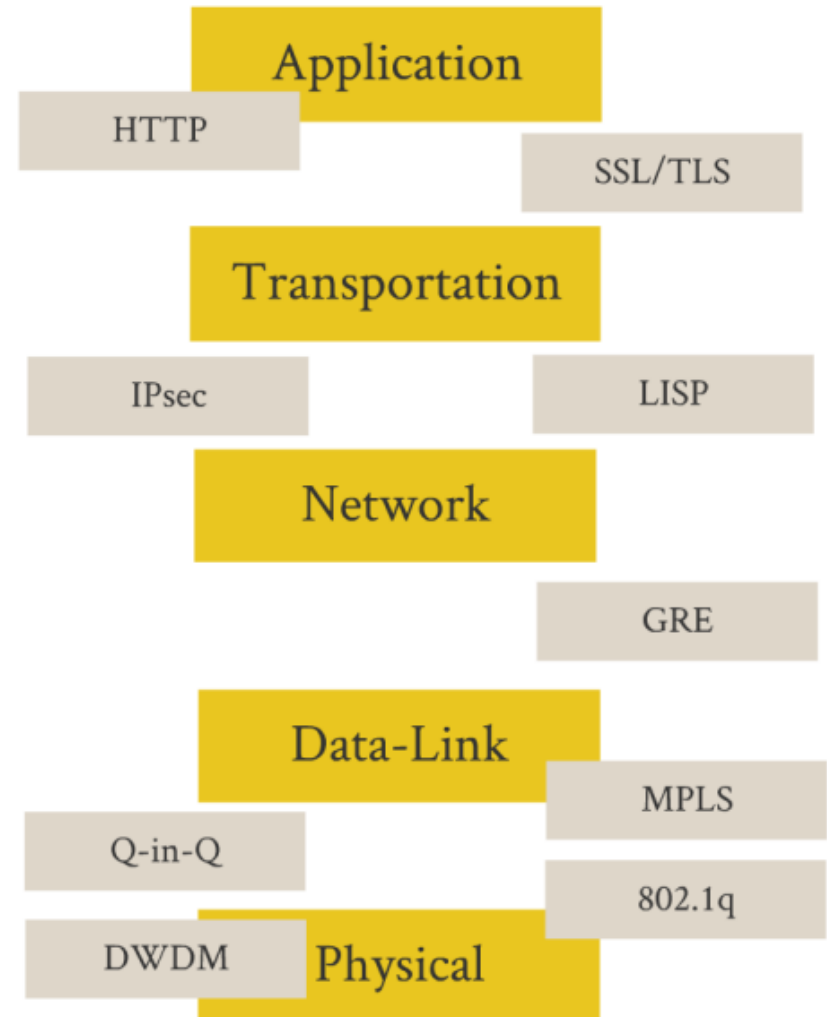 Application
HTTP
SSL/TLS
Transportation
IPsec
LISP
Network
GRE
Data-Link
MPLS
Q-in-Q
802.1q
DWDM
Physical